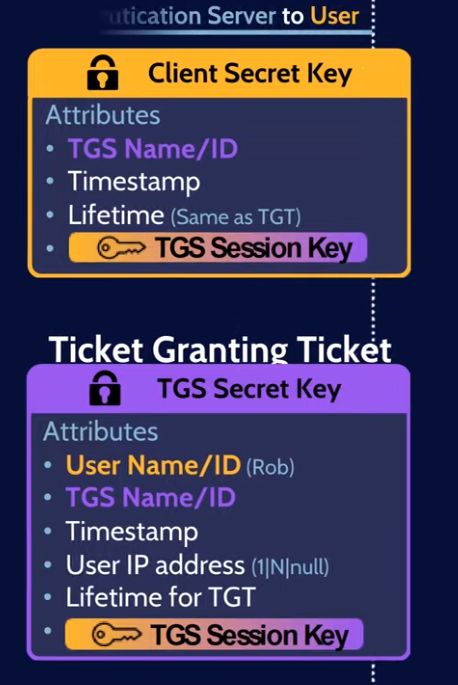 to User
Client Secret Key
Attributes
• TGS Name/ID
• Timestamp
• Lifetime (Same as TGT)
• TGS Session Key
Ticket Granting Ticket
TGS Secret Key
Attributes
• User Name/ID (Rob)
• TGS Name/ID
• Timestamp
• User IP address (1|N|null)
• Lifetime for TGT
• TGS Session Key